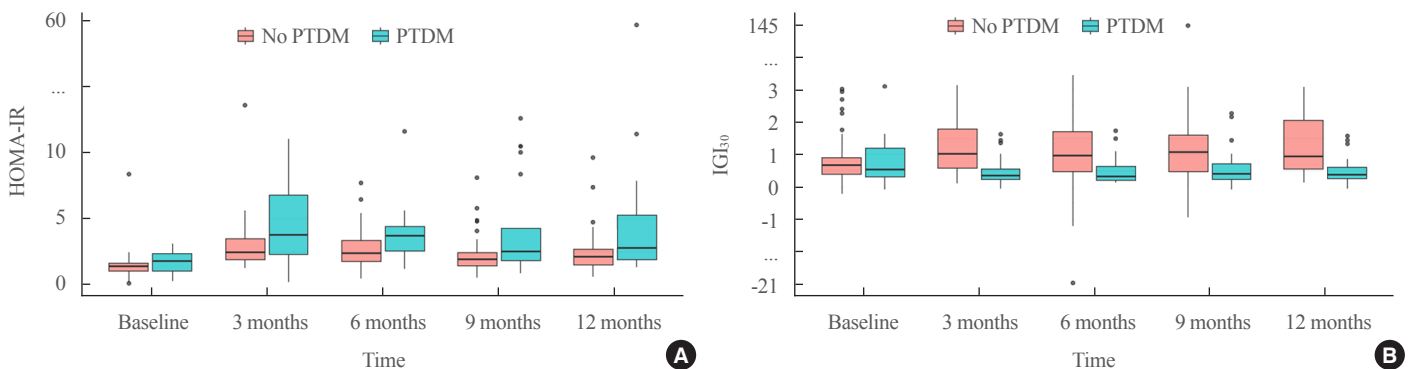 60
...
10
5
0
HOMA-IR
No PTDM
PTDM
Baseline
3 months
6 months
9 months
12 months
Time
A
145
...
3
2
1
0
-1
...
-21
IGI30
No PTDM
PTDM
Baseline
3 months
6 months
9 months
12 months
Time
B